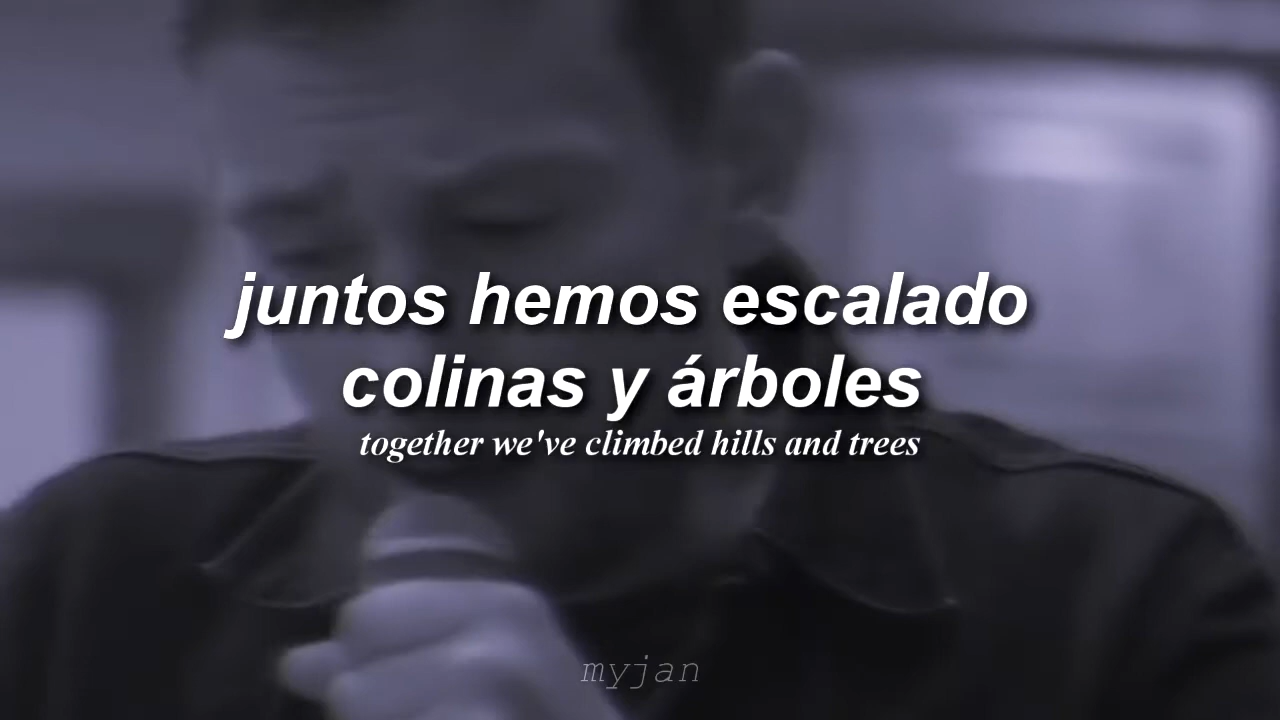 juntos hemos escalado
colinas y árboles
together we've climbed hills and trees
myjan